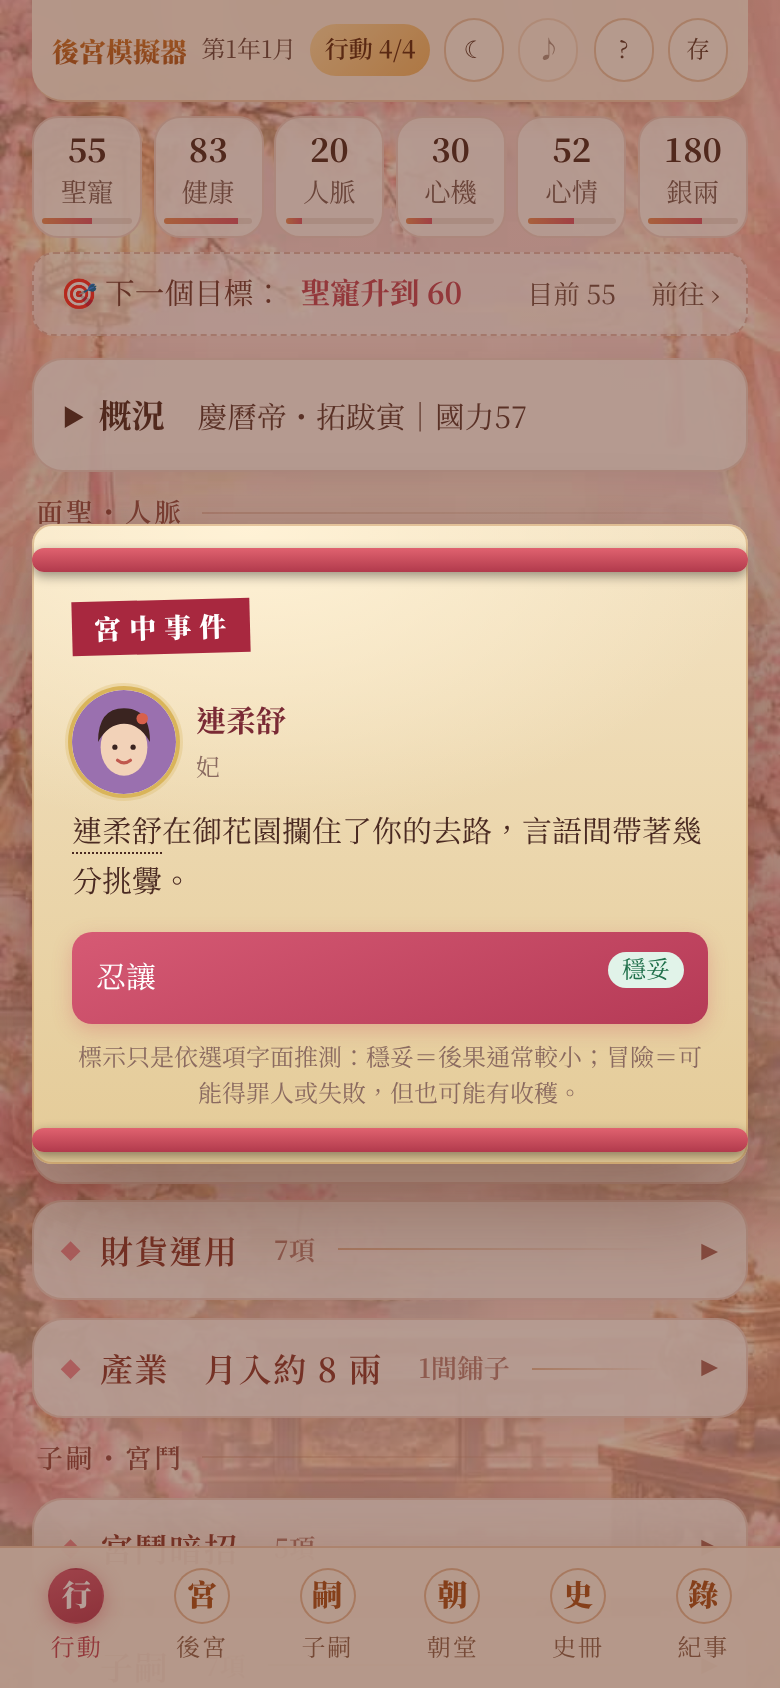 後宮模擬器 第1年1月 行動 4/4 ☾ ♪ ? 存
55 83 20 30 52 180
聖寵 健康 人脈 心機 心情 銀兩
下一個目標： 聖寵升到 60 目前 55 前往 ›
▶ 概況 慶曆帝・拓跋寅｜國力57
面聖・人脈
宮中事件
連柔舒
妃
連柔舒在御花園攔住了你的去路，言語間帶著幾
分挑釁。
忍讓 穩妥
標示只是依選項字面推測：穩妥＝後果通常較小；冒險＝可
能得罪人或失敗，但也可能有收穫。
◆ 財貨運用 7項 ▶
◆ 產業 月入約 8 兩 1間鋪子 ▶
子嗣・宮鬥
宮鬥暗招 5項
行 宮 嗣 朝 史 錄
行動 後宮 子嗣 朝堂 史冊 紀事